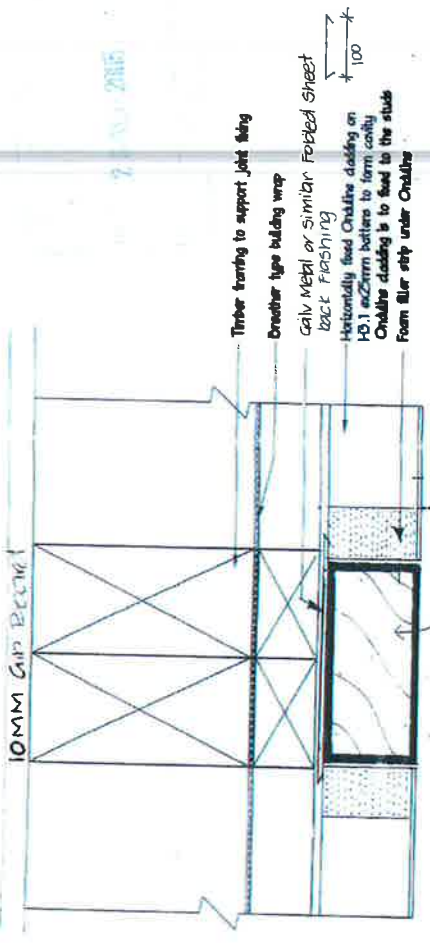 10MM GIB
Timber framing to support joint fixing
Breather type building wrap
Galv Metal or similar Folded Sheet
back Flashing
100
Horizontally fixed Onduline cladding on
H3.1 ex25mm battens to form cavity
Onduline cladding is to fixed to the studs
Foam filler strip under Onduline